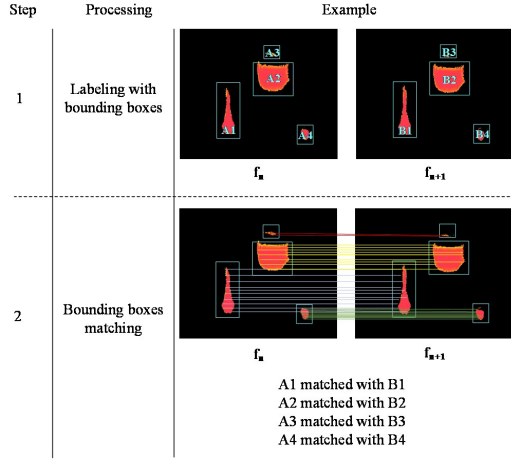 Step Processing Example
A3 B3
A2 B2
1 Labeling with
bounding boxes
A1 A4 B1 B4
fn fn+1
2 Bounding boxes
matching
fn fn+1
A1 matched with B1
A2 matched with B2
A3 matched with B3
A4 matched with B4